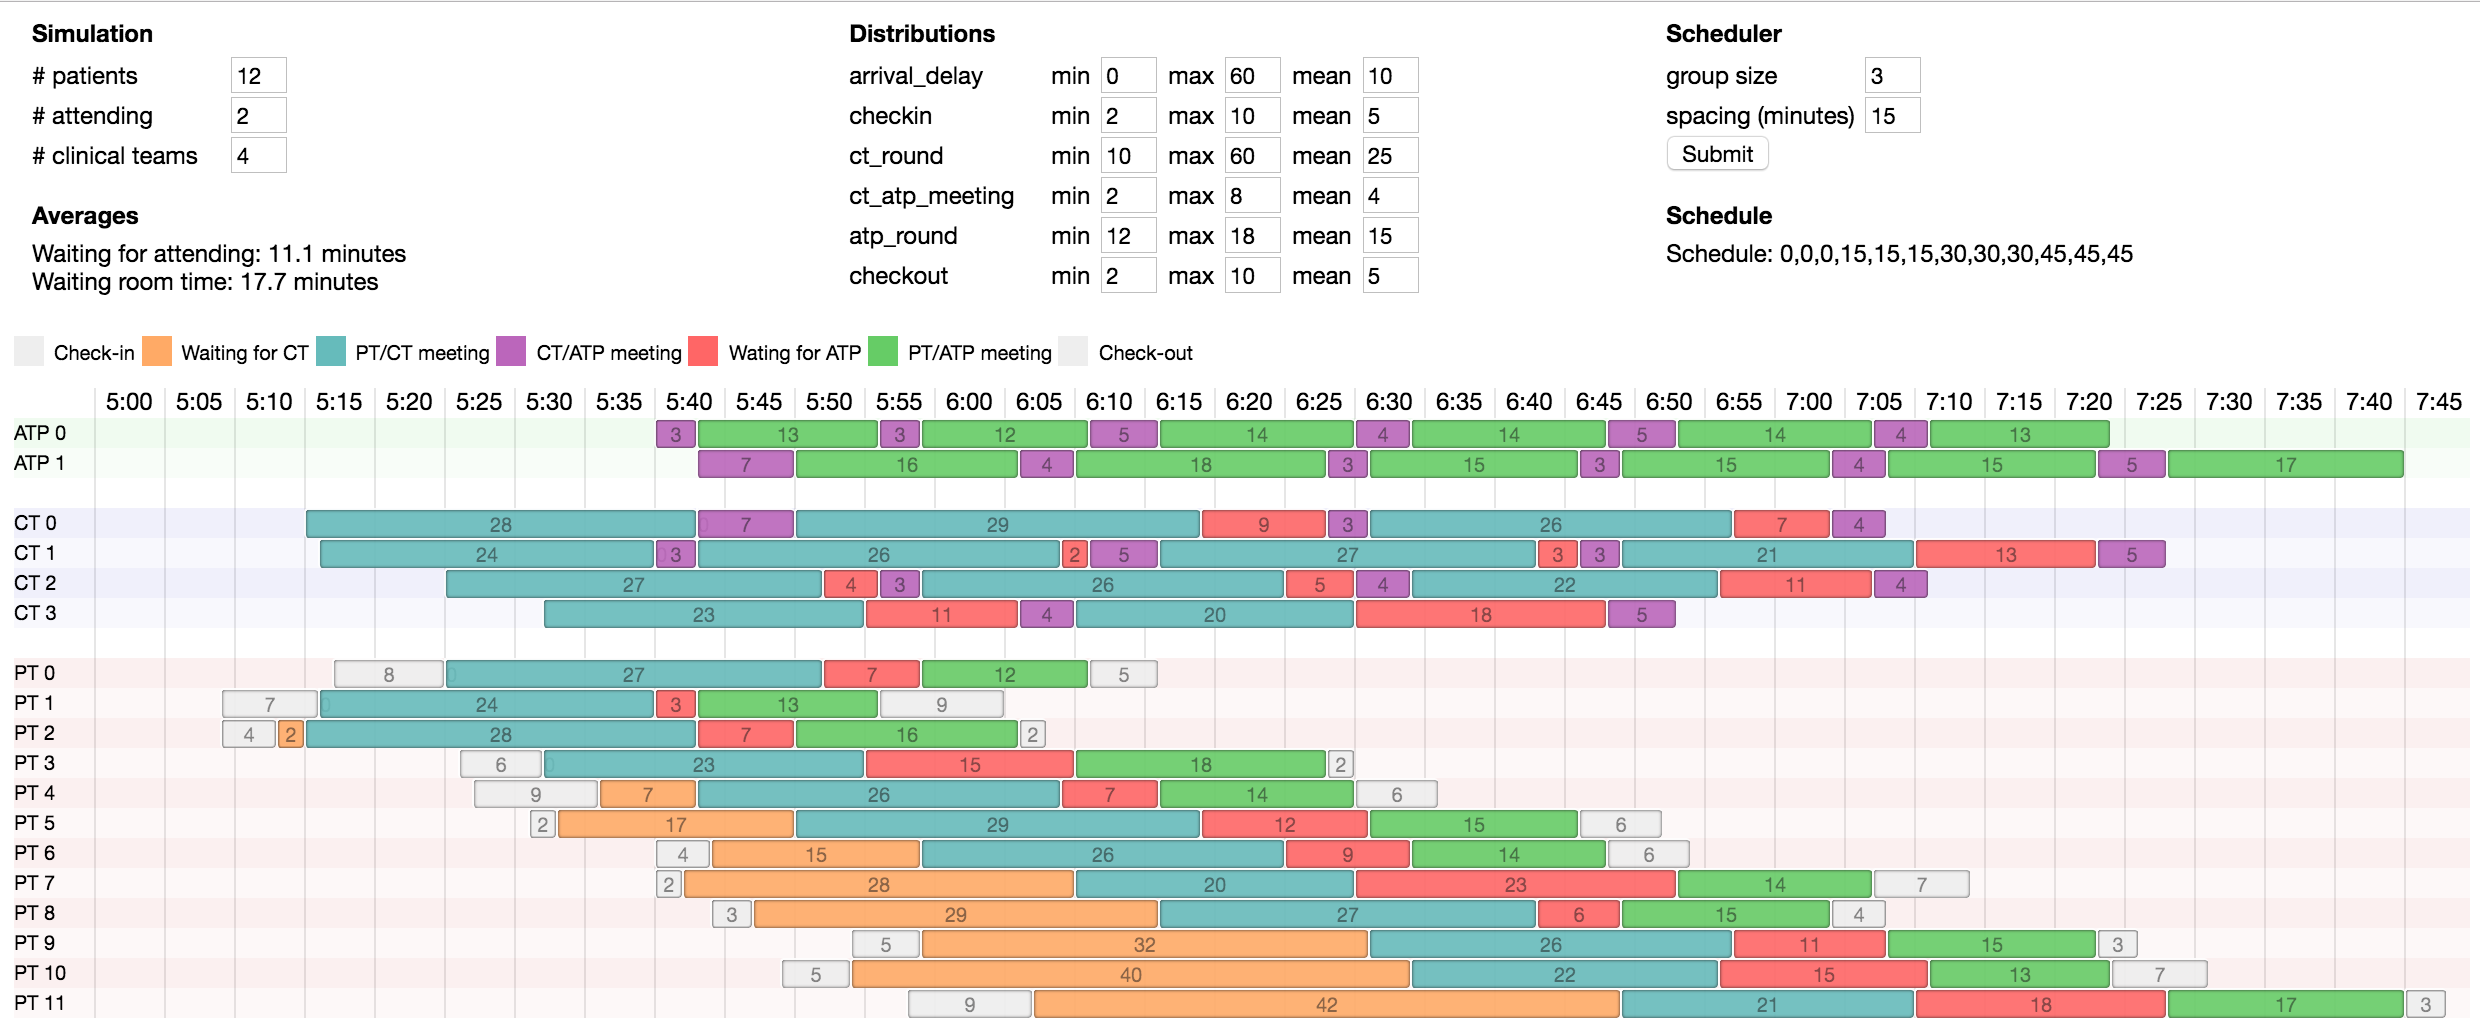 Simulation
# patients 12
# attending 2
# clinical teams 4
Averages
Waiting for attending: 11.1 minutes
Waiting room time: 17.7 minutes
Distributions
arrival_delay min 0 max 60 mean 10
checkin min 2 max 10 mean 5
ct_round min 10 max 60 mean 25
ct_atp_meeting min 2 max 8 mean 4
atp_round min 12 max 18 mean 15
checkout min 2 max 10 mean 5
Scheduler
group size 3
spacing (minutes) 15
Submit
Schedule
Schedule: 0,0,0,15,15,15,30,30,30,45,45,45
Check-in Waiting for CT PT/CT meeting CT/ATP meeting Wating for ATP PT/ATP meeting Check-out
5:00 5:05 5:10 5:15 5:20 5:25 5:30 5:35 5:40 5:45 5:50 5:55 6:00 6:05 6:10 6:15 6:20 6:25 6:30 6:35 6:40 6:45 6:50 6:55 7:00 7:05 7:10 7:15 7:20 7:25 7:30 7:35 7:40 7:45
ATP 0 3 13 3 12 5 14 4 14 5 14 4 13
ATP 1 7 16 4 18 3 15 3 15 4 15 5 17
CT 0 28 0 7 29 9 3 26 7 4
CT 1 24 0 3 26 2 5 27 3 3 21 13 5
CT 2 27 4 3 26 5 4 22 11 4
CT 3 23 11 4 20 18 5
PT 0 8 0 27 7 12 5
PT 1 7 0 24 3 13 9
PT 2 4 2 28 7 16 2
PT 3 6 0 23 15 18 2
PT 4 9 7 26 7 14 6
PT 5 2 17 29 12 15 6
PT 6 4 15 26 9 14 6
PT 7 2 28 20 23 14 7
PT 8 3 29 27 6 15 4
PT 9 5 32 26 11 15 3
PT 10 5 40 22 15 13 7
PT 11 9 42 21 18 17 3